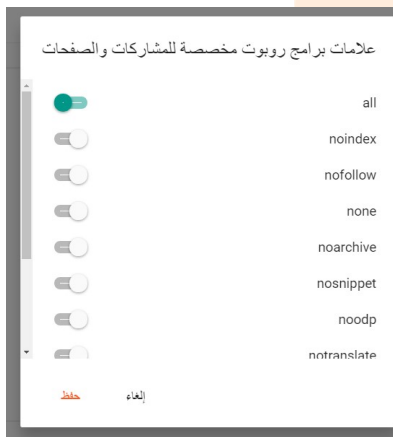 علامات برامج روبوت مخصصة للمشاركات والصفحات
all
noindex
nofollow
none
noarchive
nosnippet
noodp
notranslate
إلغاء
حفظ